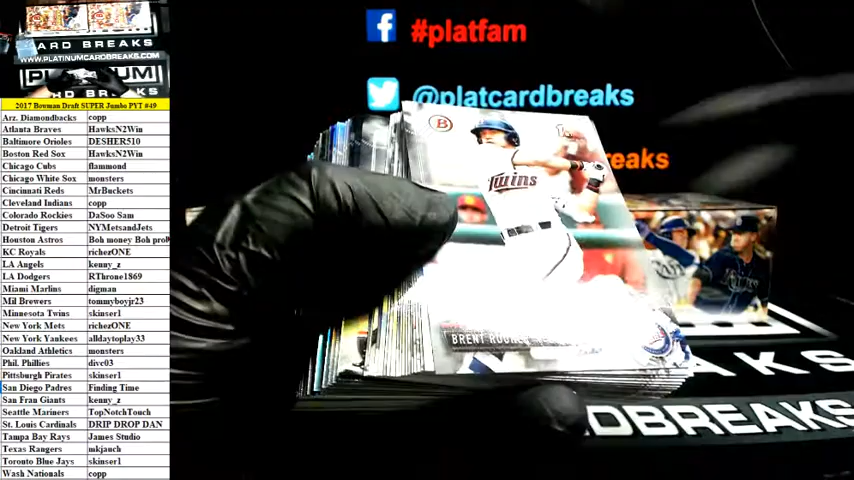 ARD BREAKS
WWW.PLATINUMCARDBREAKS.COM
2017 Bowman Draft SUPER Jumbo PYT #49
Arz. Diamondbacks copp
Atlanta Braves HawksN2Win
Baltimore Orioles DESHER510
Boston Red Sox HawksN2Win
Chicago Cubs flammond
Chicago White Sox monsters
Cincinnati Reds MrBuckets
Cleveland Indians copp
Colorado Rockies DaSoo Sam
Detroit Tigers NYMetsandJets
Houston Astros Boh money Boh prol
KC Royals richezONE
LA Angels kenny_z
LA Dodgers RThrone1869
Miami Marlins digman
Mil Brewers tommyboyjr23
Minnesota Twins skinser1
New York Mets richezONE
New York Yankees alldaytoplay33
Oakland Athletics monsters
Phil. Phillies divc03
Pittsburgh Pirates skinser1
San Diego Padres Finding Time
San Fran Giants kenny_z
Seattle Mariners TopNotchTouch
St. Louis Cardinals DRIP DROP DAN
Tampa Bay Rays James Studio
Texas Rangers mkjauch
Toronto Blue Jays skinser1
Wash Nationals copp
#platfam
@platcardbreaks
reaks
B
Twins
BRENT
AKS
DBREAKS